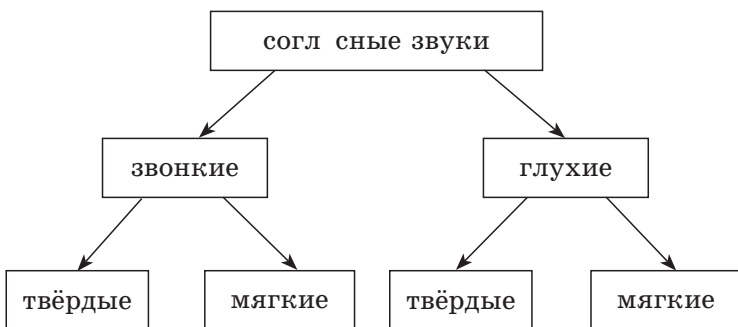 согл сные звуки
звонкие глухие
твёрдые мягкие твёрдые мягкие